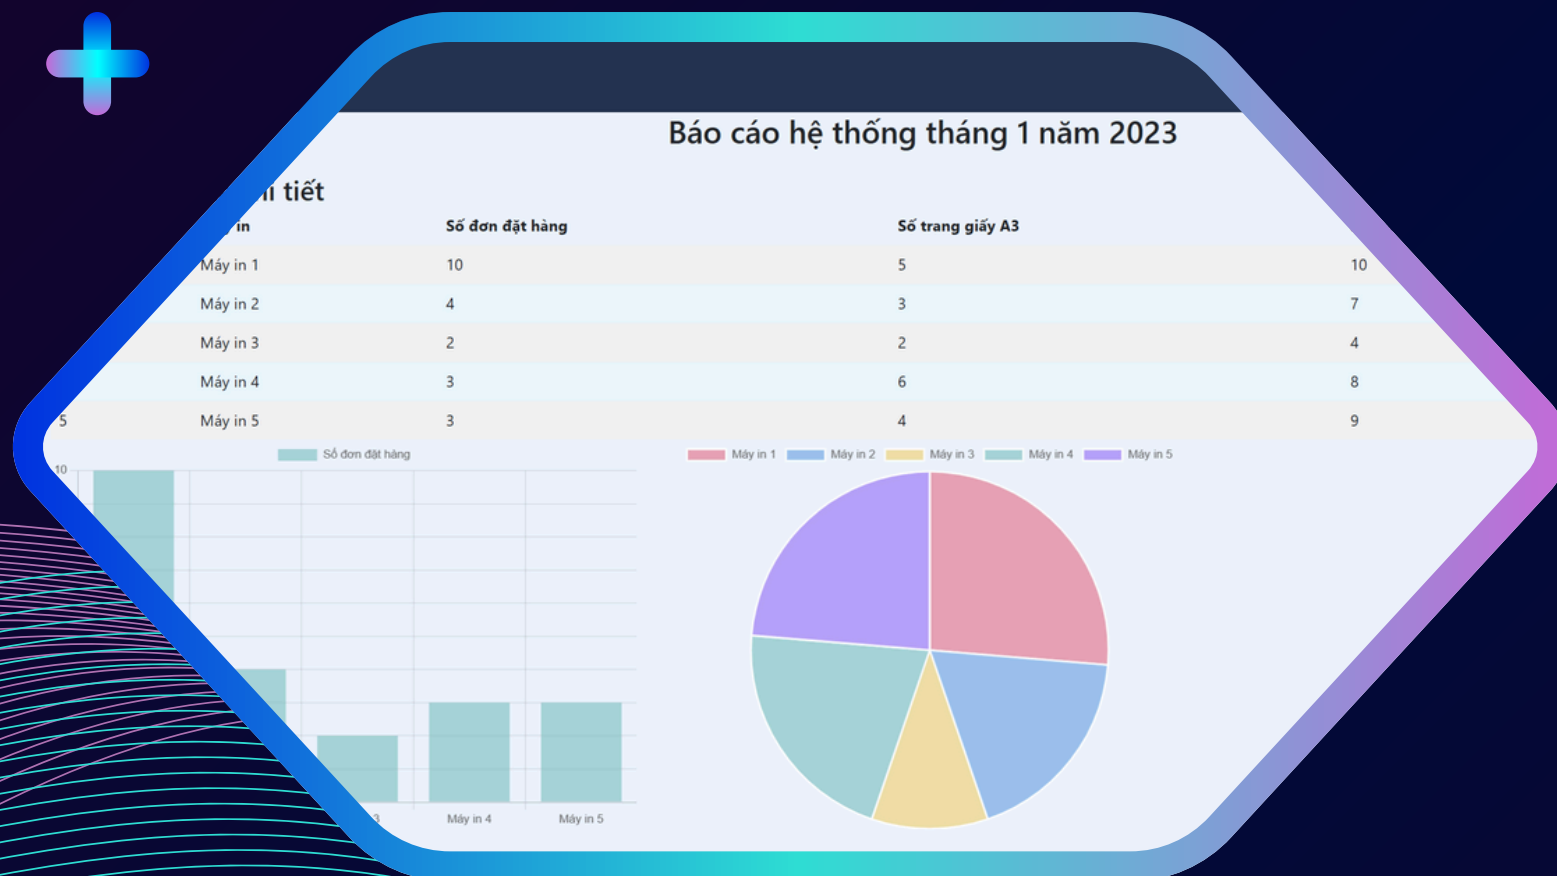 Báo cáo hệ thống tháng 1 năm 2023
tiết
in
Số đơn đặt hàng
Số trang giấy A3
Máy in 1 10 5 10
Máy in 2 4 3 7
Máy in 3 2 2 4
Máy in 4 3 6 8
5 Máy in 5 3 4 9
Số đơn đặt hàng
Máy in 1 Máy in 2 Máy in 3 Máy in 4 Máy in 5
10
3 Máy in 4 Máy in 5